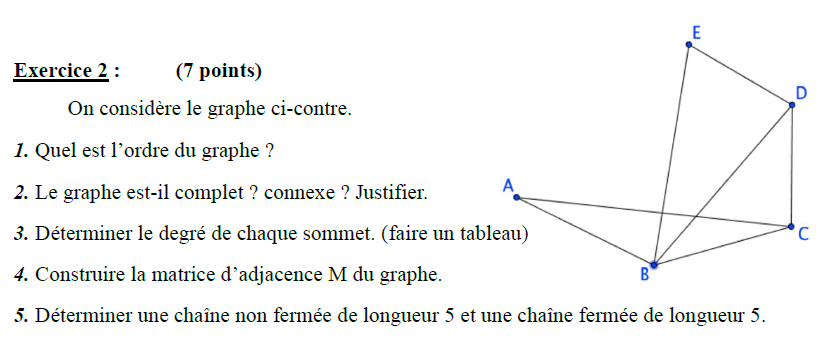 Exercice 2 : (7 points)
On considère le graphe ci-contre.
1. Quel est l’ordre du graphe ?
2. Le graphe est-il complet ? connexe ? Justifier.
3. Déterminer le degré de chaque sommet. (faire un tableau)
4. Construire la matrice d’adjacence M du graphe.
5. Déterminer une chaîne non fermée de longueur 5 et une chaîne fermée de longueur 5.
E
D
A
C
B